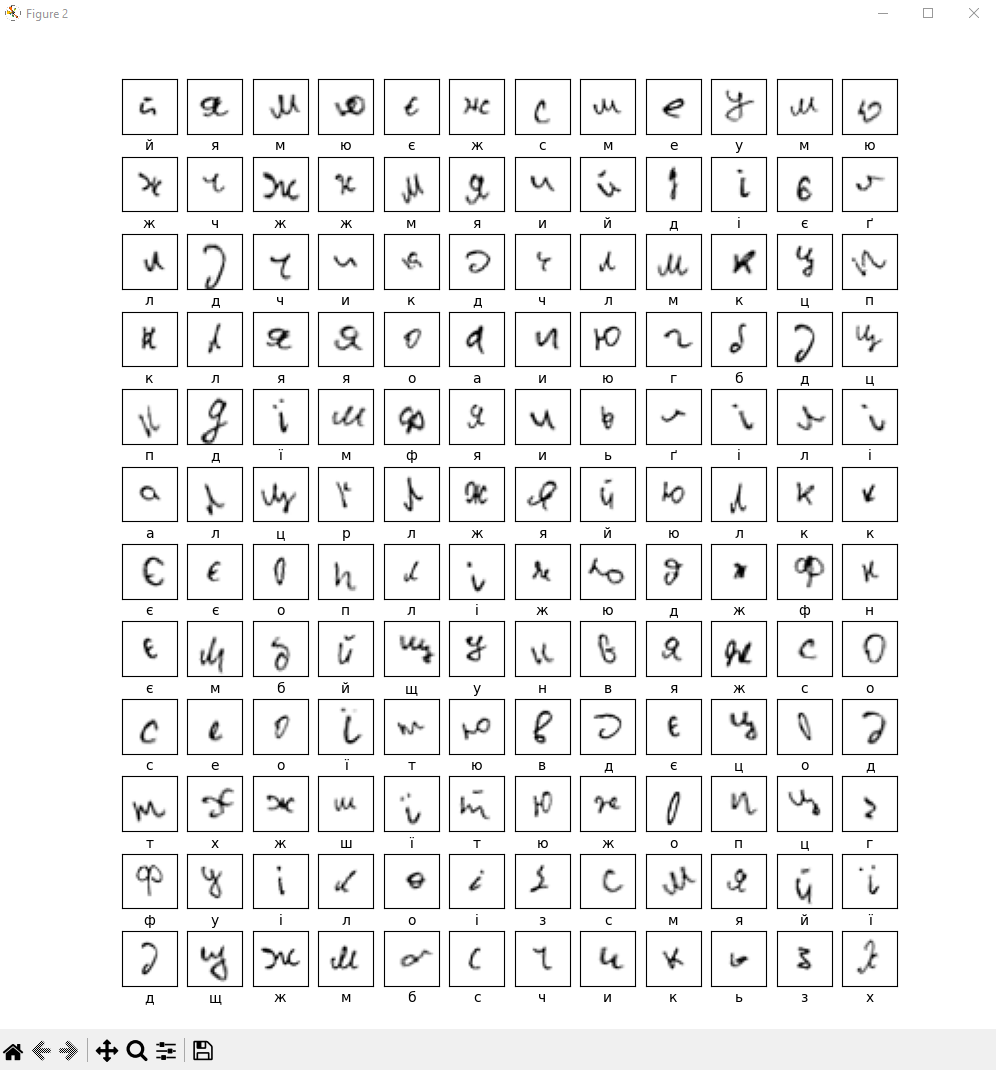 Figure 2
й я м ю є ж с м е у м ю
ж ч ж ж м я и й д і є ґ
л д ч и к д ч л м к ц п
к л я я о а и ю г б д ц
п д ї м ф я и ь ґ і л і
а л ц р л ж я й ю л к к
є є о п л і ж ю д ж ф н
є м б й щ у н в я ж с о
с е о ї т ю в д є ц о д
т х ж ш ї т ю ж о п ц г
ф у і л о і з с м я й ї
д щ ж м б с ч и к ь з х